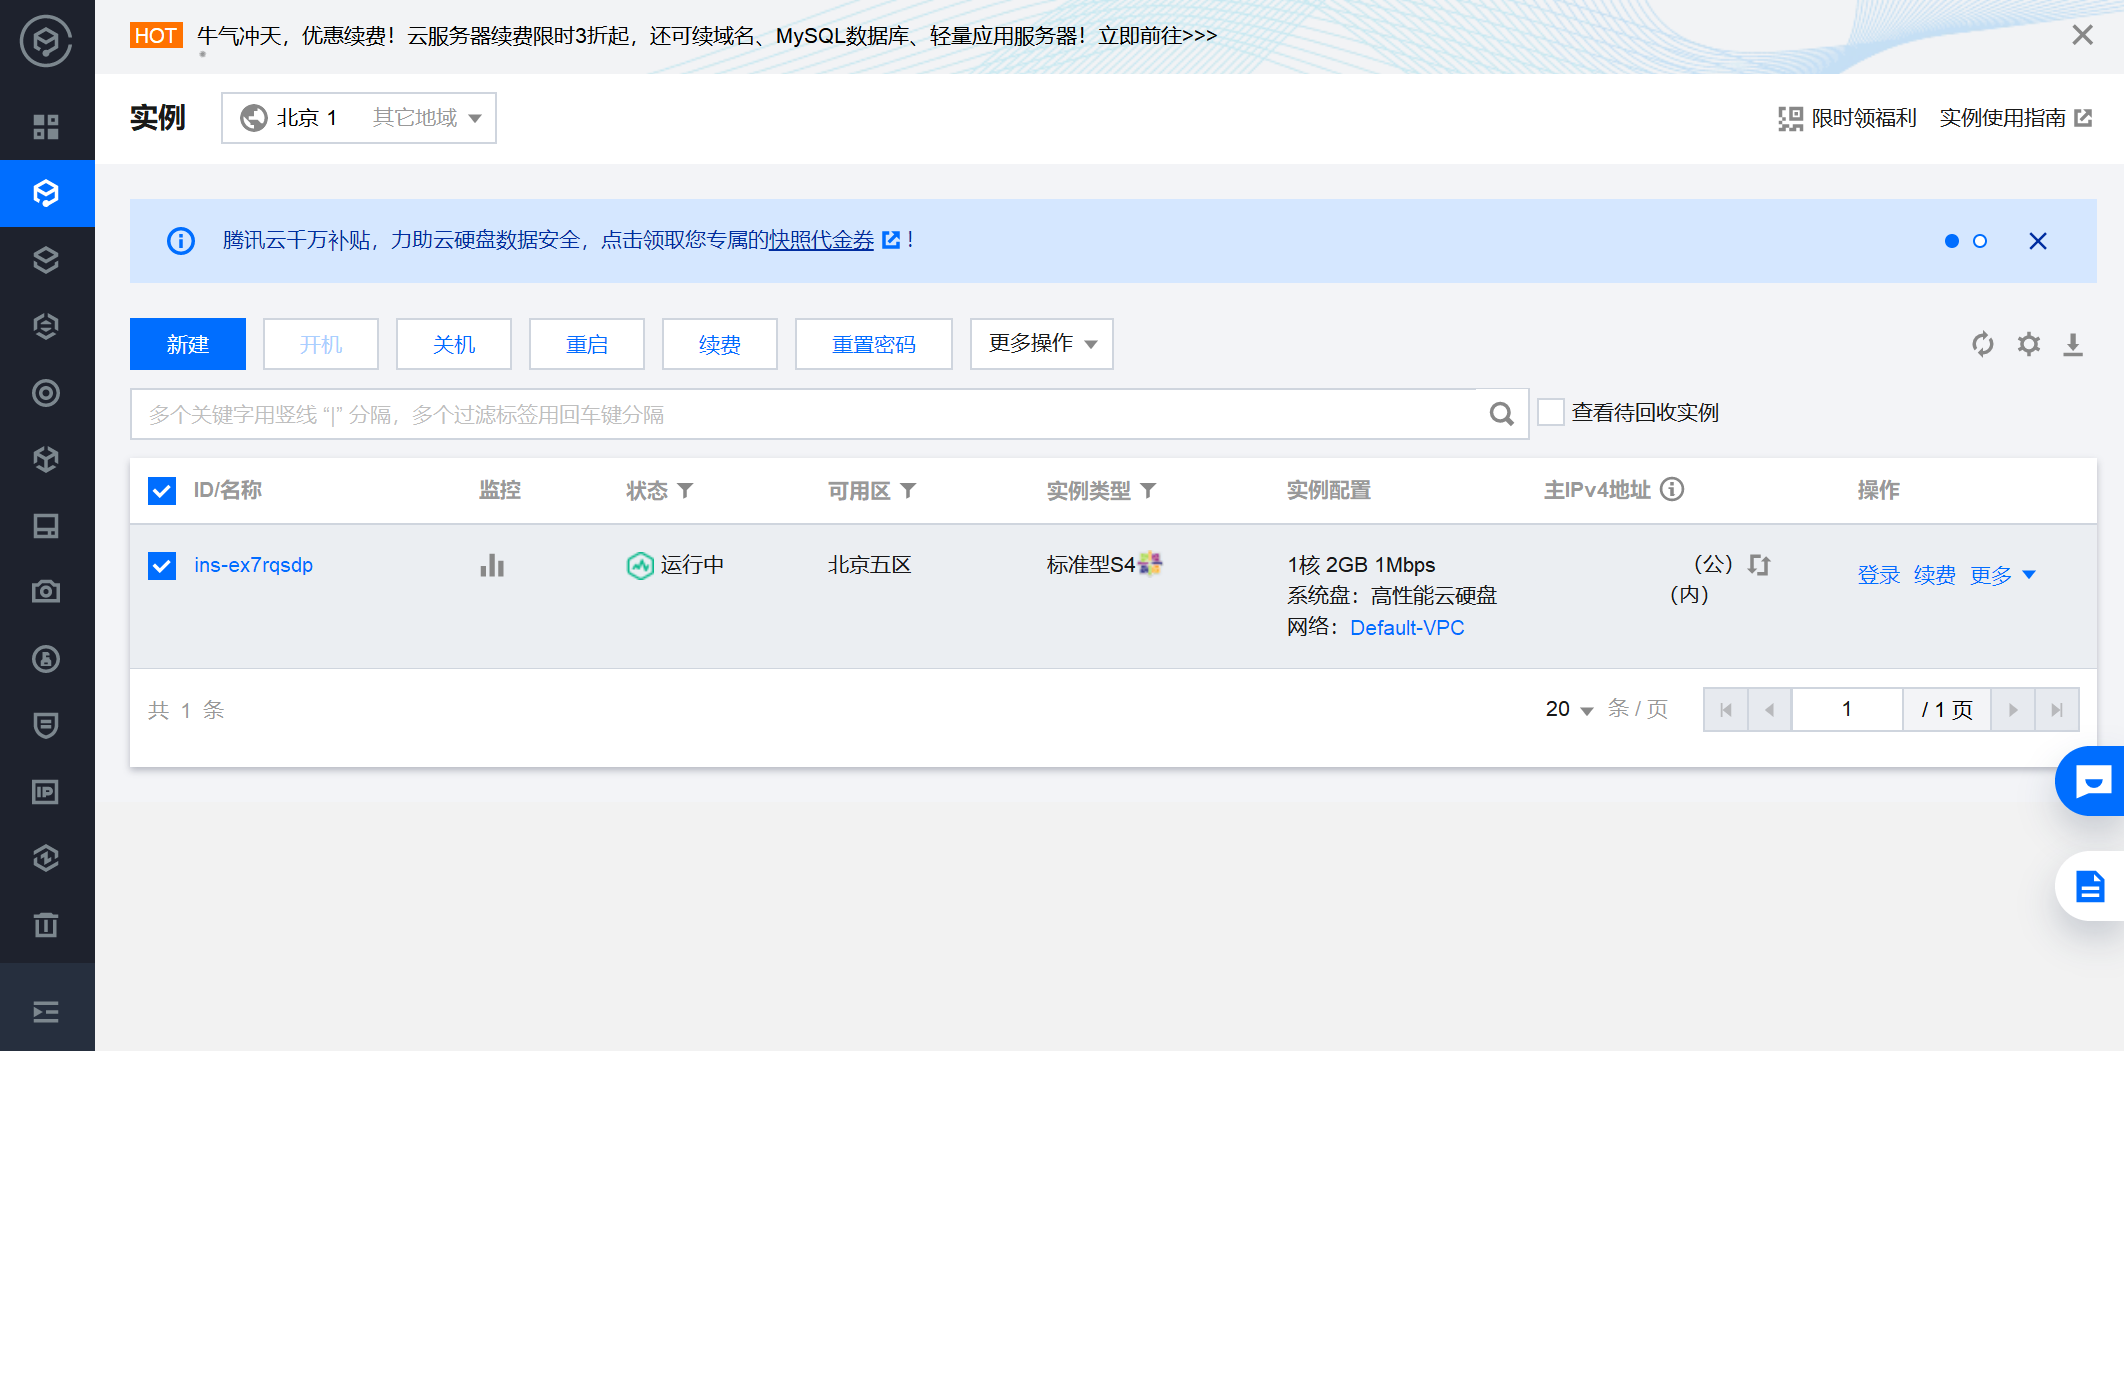 HOT 牛气冲天，优惠续费！云服务器续费限时3折起，还可续域名、MySQL数据库、轻量应用服务器！立即前往>>>
实例 北京 1 其它地域 限时领福利 实例使用指南
腾讯云千万补贴，力助云硬盘数据安全，点击领取您专属的快照代金券！
新建 开机 关机 重启 续费 重置密码 更多操作
多个关键字用竖线 “|” 分隔，多个过滤标签用回车键分隔 查看待回收实例
ID/名称 监控 状态 可用区 实例类型 实例配置 主IPv4地址 操作
ins-ex7rqsdp 运行中 北京五区 标准型S4 1核 2GB 1Mbps （公） 登录 续费 更多
系统盘：高性能云硬盘 （内）
网络：Default-VPC
共 1 条 20 条 / 页 1 / 1 页
IP